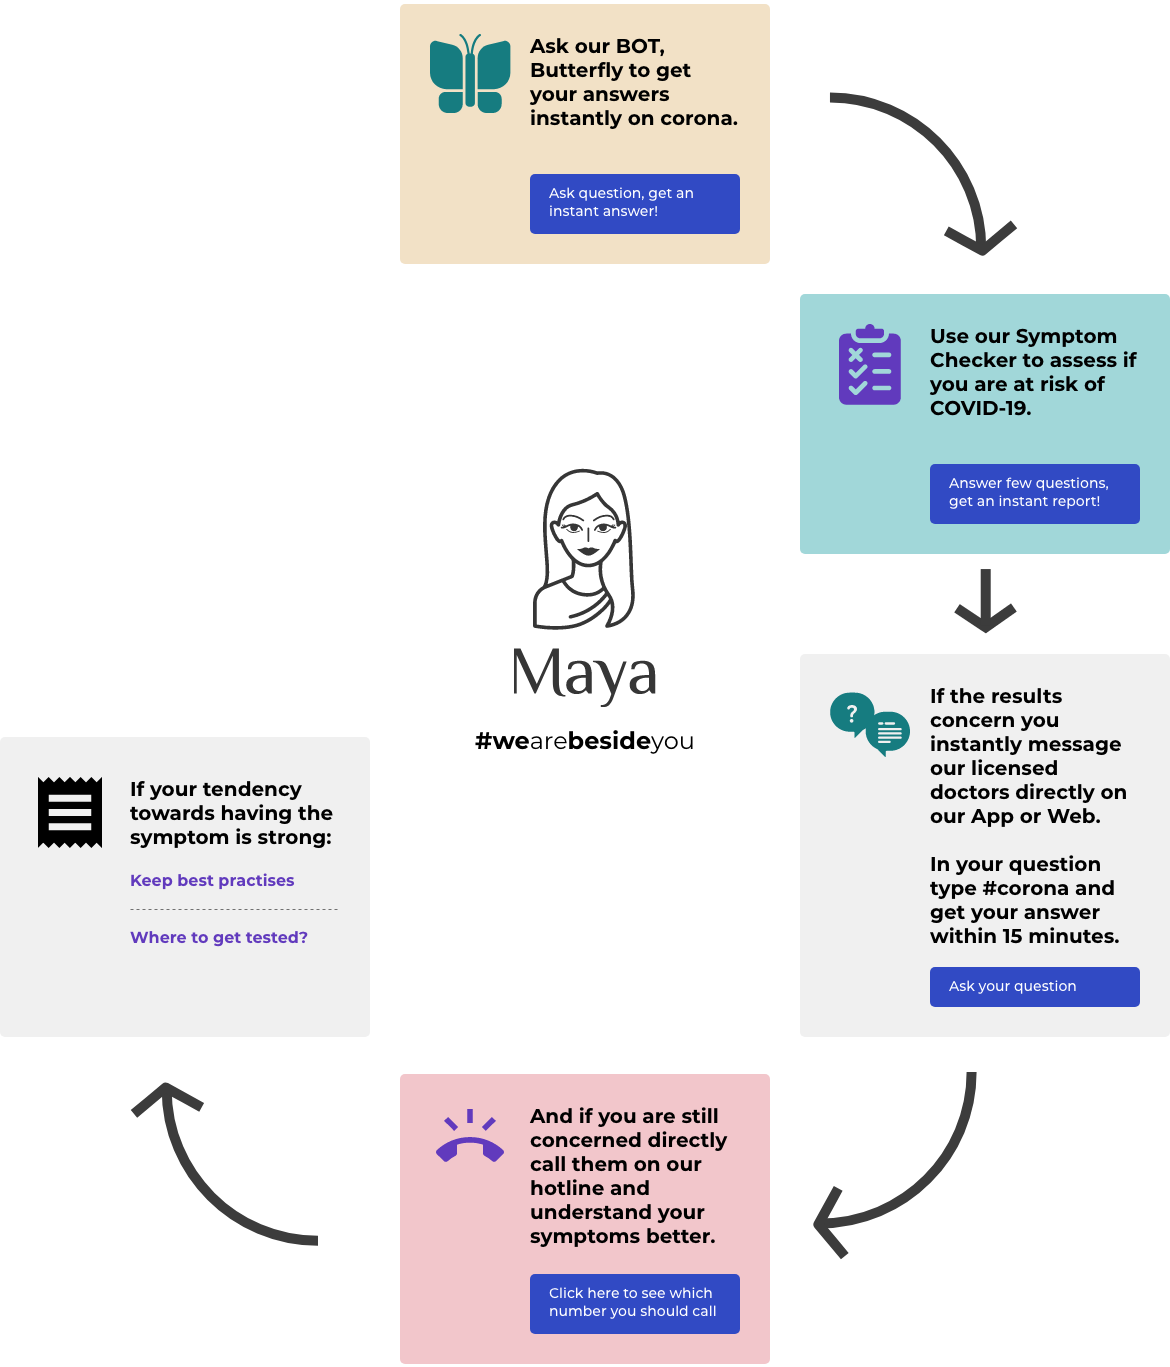 Ask our BOT,
Butterfly to get
your answers
instantly on corona.
Ask question, get an
instant answer!
Use our Symptom
Checker to assess if
you are at risk of
COVID-19.
Answer few questions,
get an instant report!
If the results
concern you
instantly message
our licensed
doctors directly on
our App or Web.
In your question
type #corona and
get your answer
within 15 minutes.
Ask your question
And if you are still
concerned directly
call them on our
hotline and
understand your
symptoms better.
Click here to see which
number you should call
If your tendency
towards having the
symptom is strong:
Keep best practises
Where to get tested?
Maya
#wearebesideyou
?